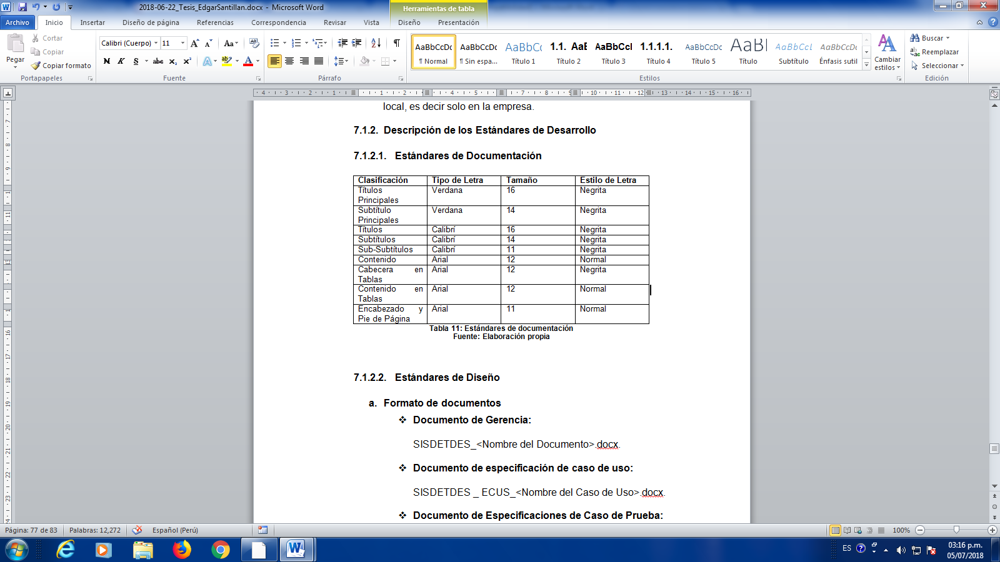 2018-06-22_Tesis_EdgarSantillan.docx - Microsoft Word
Herramientas de tabla
Archivo Inicio Insertar Diseño de página Referencias Correspondencia Revisar Vista Diseño Presentación
Pegar
Cortar
Copiar
Copiar formato
Portapapeles
Calibri (Cuerpo) 11
N K S abc x₂ x²
Fuente
Párrafo
AaBbCcDc AaBbCcDc AaBbCc 1.1. AaE AaBbCcI 1.1.1.1. AaBbCcDc AaBl AaBbCcL AaBbCcDc
¶ Normal ¶ Sin espa... Título 1 Título 2 Título 3 Título 4 Título 5 Título Subtítulo Énfasis sutil
Estilos
Cambiar estilos
Buscar
Reemplazar
Seleccionar
Edición
local, es decir solo en la empresa.
7.1.2. Descripción de los Estándares de Desarrollo
7.1.2.1. Estándares de Documentación
Clasificación Tipo de Letra Tamaño Estilo de Letra
Títulos Principales Verdana 16 Negrita
Subtítulo Principales Verdana 14 Negrita
Títulos Calibrí 16 Negrita
Subtítulos Calibrí 14 Negrita
Sub-Subtítulos Calibrí 11 Negrita
Contenido Arial 12 Normal
Cabecera en Tablas Arial 12 Negrita
Contenido en Tablas Arial 12 Normal
Encabezado y Pie de Página Arial 11 Normal
Tabla 11: Estándares de documentación
Fuente: Elaboración propia
7.1.2.2. Estándares de Diseño
a. Formato de documentos
❖ Documento de Gerencia:
SISDETDES_<Nombre del Documento>.docx.
❖ Documento de especificación de caso de uso:
SISDETDES _ ECUS_<Nombre del Caso de Uso>.docx.
❖ Documento de Especificaciones de Caso de Prueba:
Página: 77 de 83 Palabras: 12,272 Español (Perú) 100%
ES 03:16 p.m.
05/07/2018